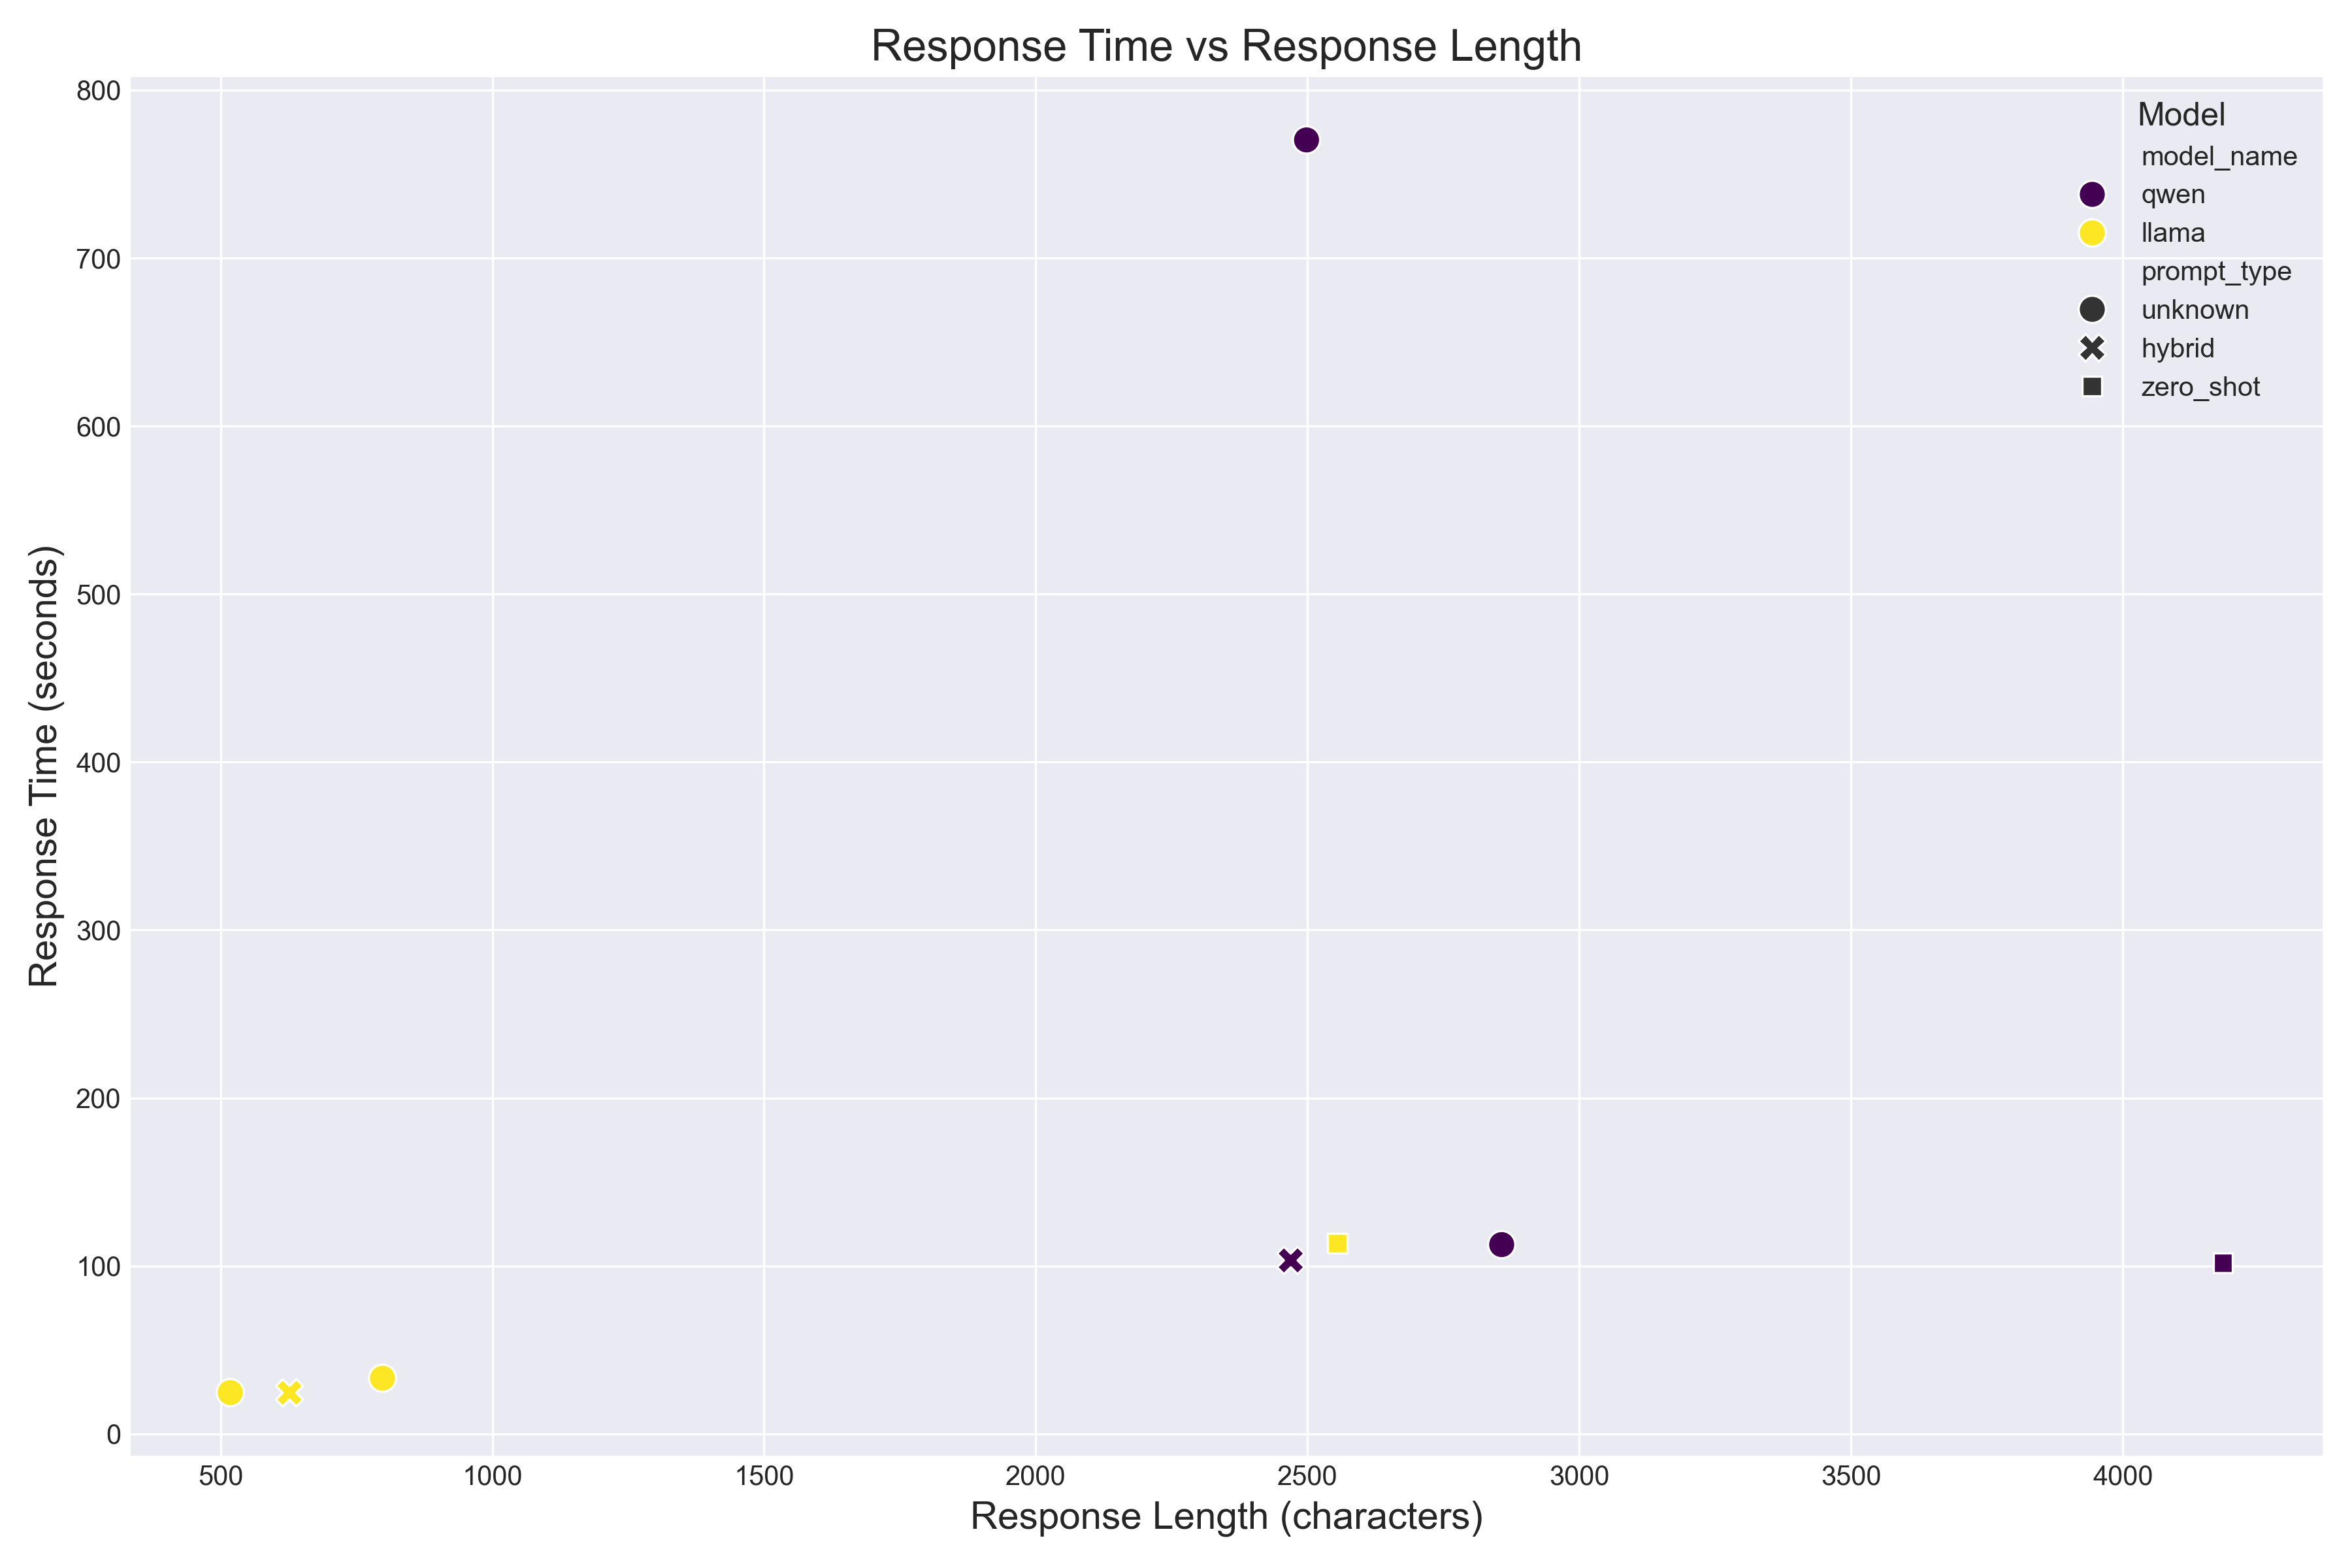 Response Time vs Response Length
800
700
600
500
400
300
200
100
0
Response Time (seconds)
Model
model_name
qwen
llama
prompt_type
unknown
hybrid
zero_shot
500 1000 1500 2000 2500 3000 3500 4000
Response Length (characters)